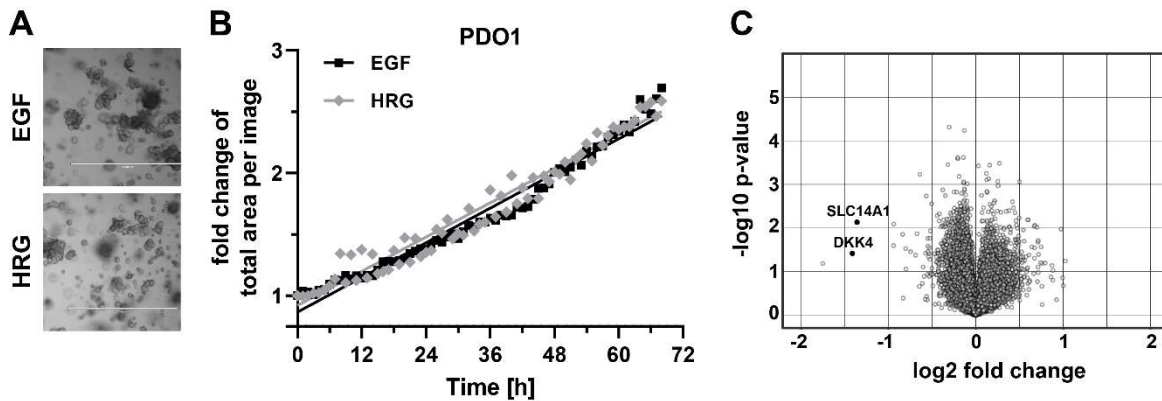 A
EGF
HRG
B
PDO1
EGF
HRG
fold change of
total area per image
3
2
1
0
12
24
36
48
60
72
Time [h]
C
-log10 p-value
5
4
3
2
1
0
SLC14A1
DKK4
-2
-1
0
1
2
log2 fold change